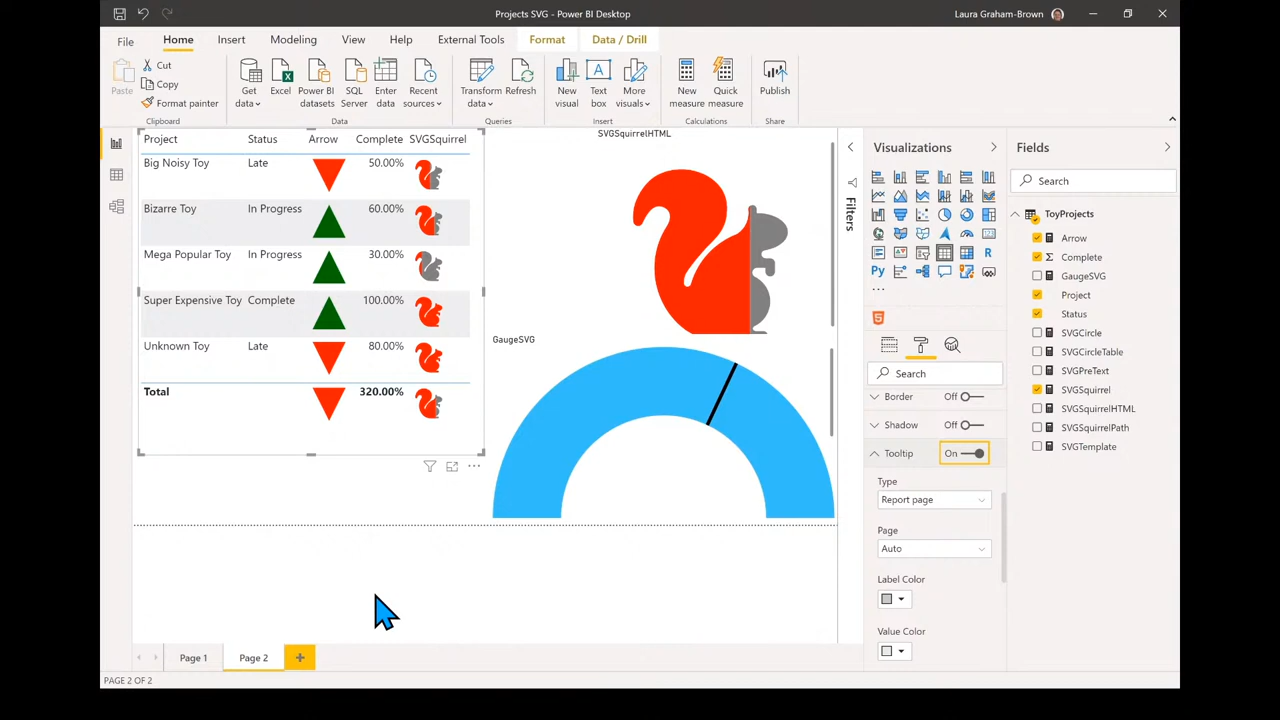 Projects SVG - Power BI Desktop
Laura Graham-Brown
File
Home
Insert
Modeling
View
Help
External Tools
Format
Data / Drill
Paste
Cut
Copy
Format painter
Clipboard
Get data
Excel
Power BI datasets
SQL Server
Enter data
Recent sources
Data
Transform data
Refresh
Queries
New visual
Text box
More visuals
Insert
New measure
Quick measure
Calculations
Publish
Share
Project Status Arrow Complete SVGSquirrel
Big Noisy Toy Late 50.00%
Bizarre Toy In Progress 60.00%
Mega Popular Toy In Progress 30.00%
Super Expensive Toy Complete 100.00%
Unknown Toy Late 80.00%
Total 320.00%
SVGSquirrelHTML
GaugeSVG
Filters
Visualizations
Py
R
5
Search
Border Off
Shadow Off
Tooltip On
Type
Report page
Page
Auto
Label Color
Value Color
Fields
Search
ToyProjects
Arrow
Σ Complete
GaugeSVG
Project
Status
SVGCircle
SVGCircleTable
SVGPreText
SVGSquirrel
SVGSquirrelHTML
SVGSquirrelPath
SVGTemplate
Page 1
Page 2
PAGE 2 OF 2